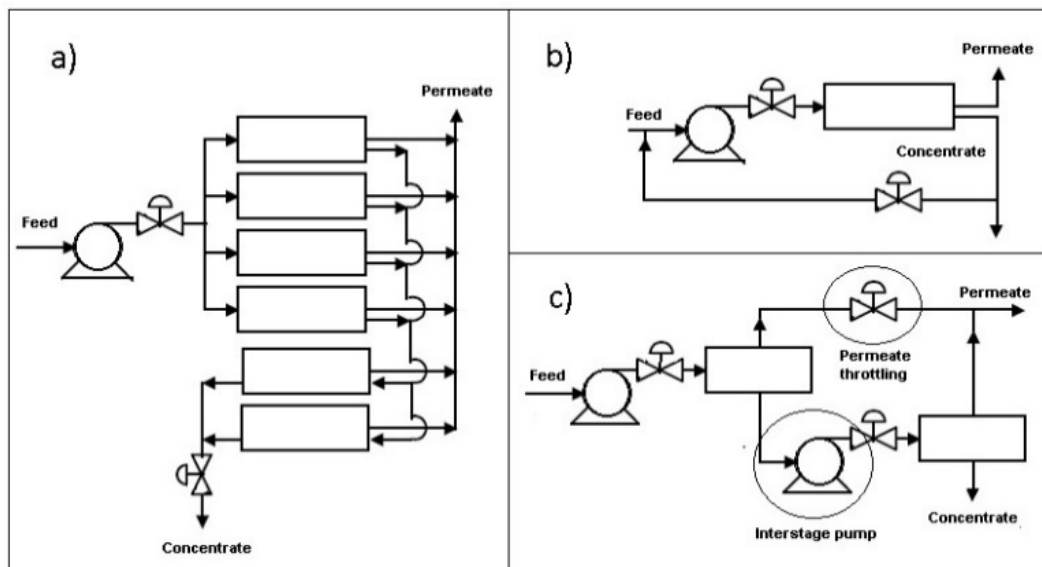 a)
Permeate
Feed
Concentrate
b)
Permeate
Feed
Concentrate
c)
Permeate
Permeate
throttling
Feed
Interstage pump
Concentrate